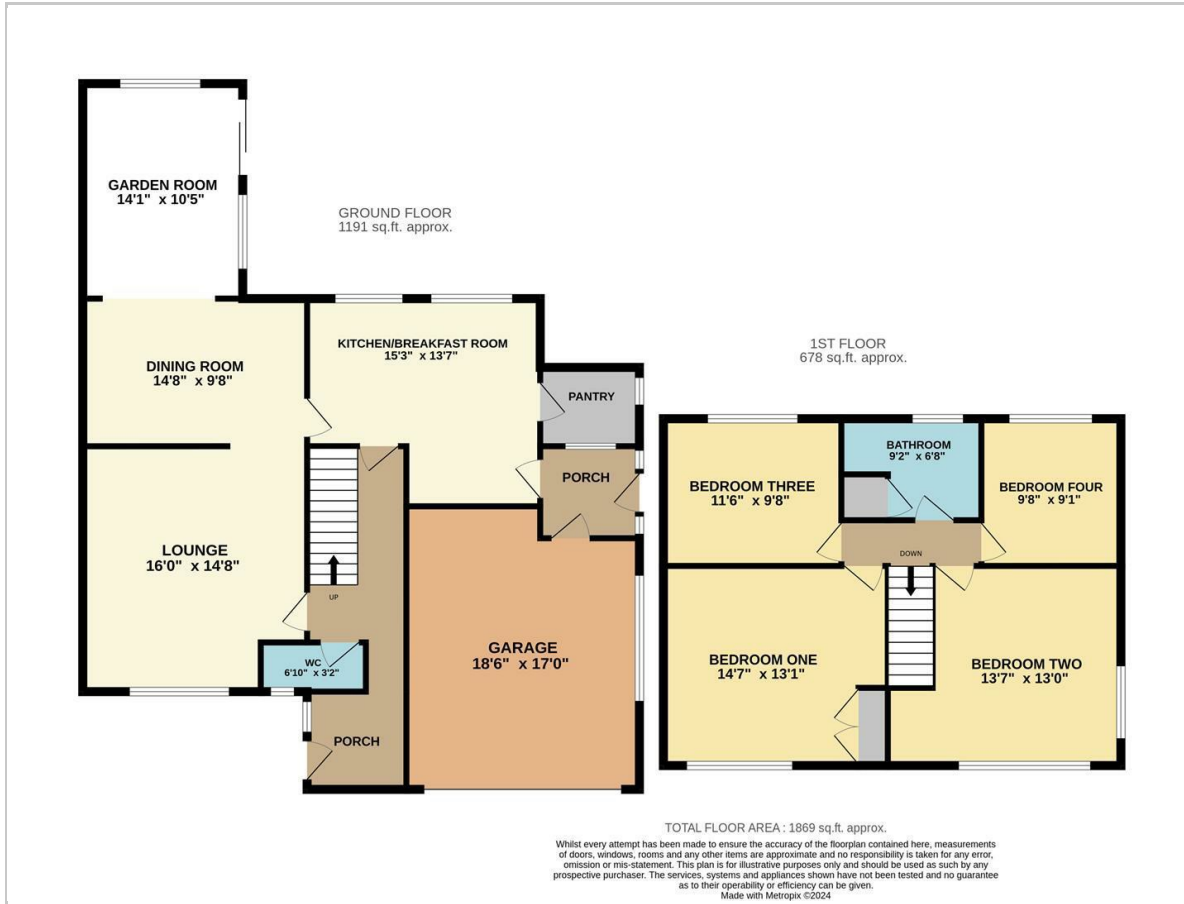 GARDEN ROOM
14'1" x 10'5"
GROUND FLOOR
1191 sq.ft. approx.
DINING ROOM
14'8" x 9'8"
KITCHEN/BREAKFAST ROOM
15'3" x 13'7"
PANTRY
PORCH
LOUNGE
16'0" x 14'8"
UP
WC
6'10" x 3'2"
PORCH
GARAGE
18'6" x 17'0"
1ST FLOOR
678 sq.ft. approx.
BEDROOM THREE
11'6" x 9'8"
BATHROOM
9'2" x 6'8"
BEDROOM FOUR
9'8" x 9'1"
DOWN
BEDROOM ONE
14'7" x 13'1"
BEDROOM TWO
13'7" x 13'0"
TOTAL FLOOR AREA : 1869 sq.ft. approx.
Whilst every attempt has been made to ensure the accuracy of the floorplan contained here, measurements
of doors, windows, rooms and any other items are approximate and no responsibility is taken for any error,
omission or mis-statement. This plan is for illustrative purposes only and should be used as such by any
prospective purchaser. The services, systems and appliances shown have not been tested and no guarantee
as to their operability or efficiency can be given.
Made with Metropix ©2024